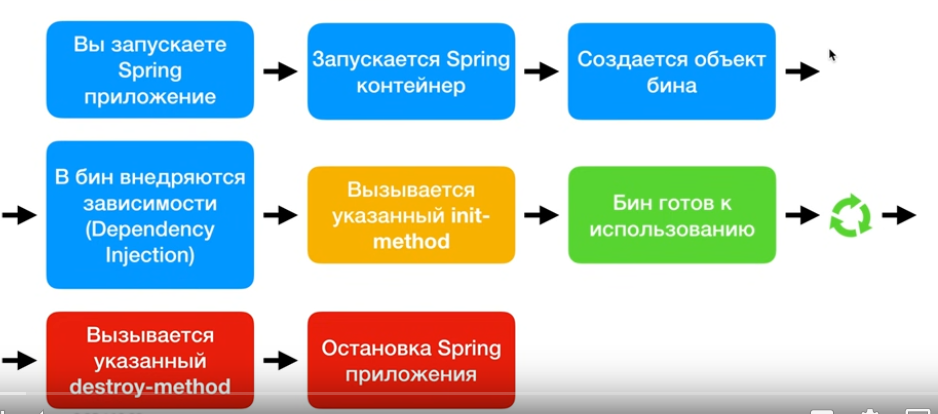 Вы запускаете
Spring
приложение
Запускается Spring
контейнер
Создается объект
бина
В бин внедряются
зависимости
(Dependency
Injection)
Вызывается
указанный init-
method
Бин готов к
использованию
Вызывается
указанный
destroy-method
Остановка Spring
приложения